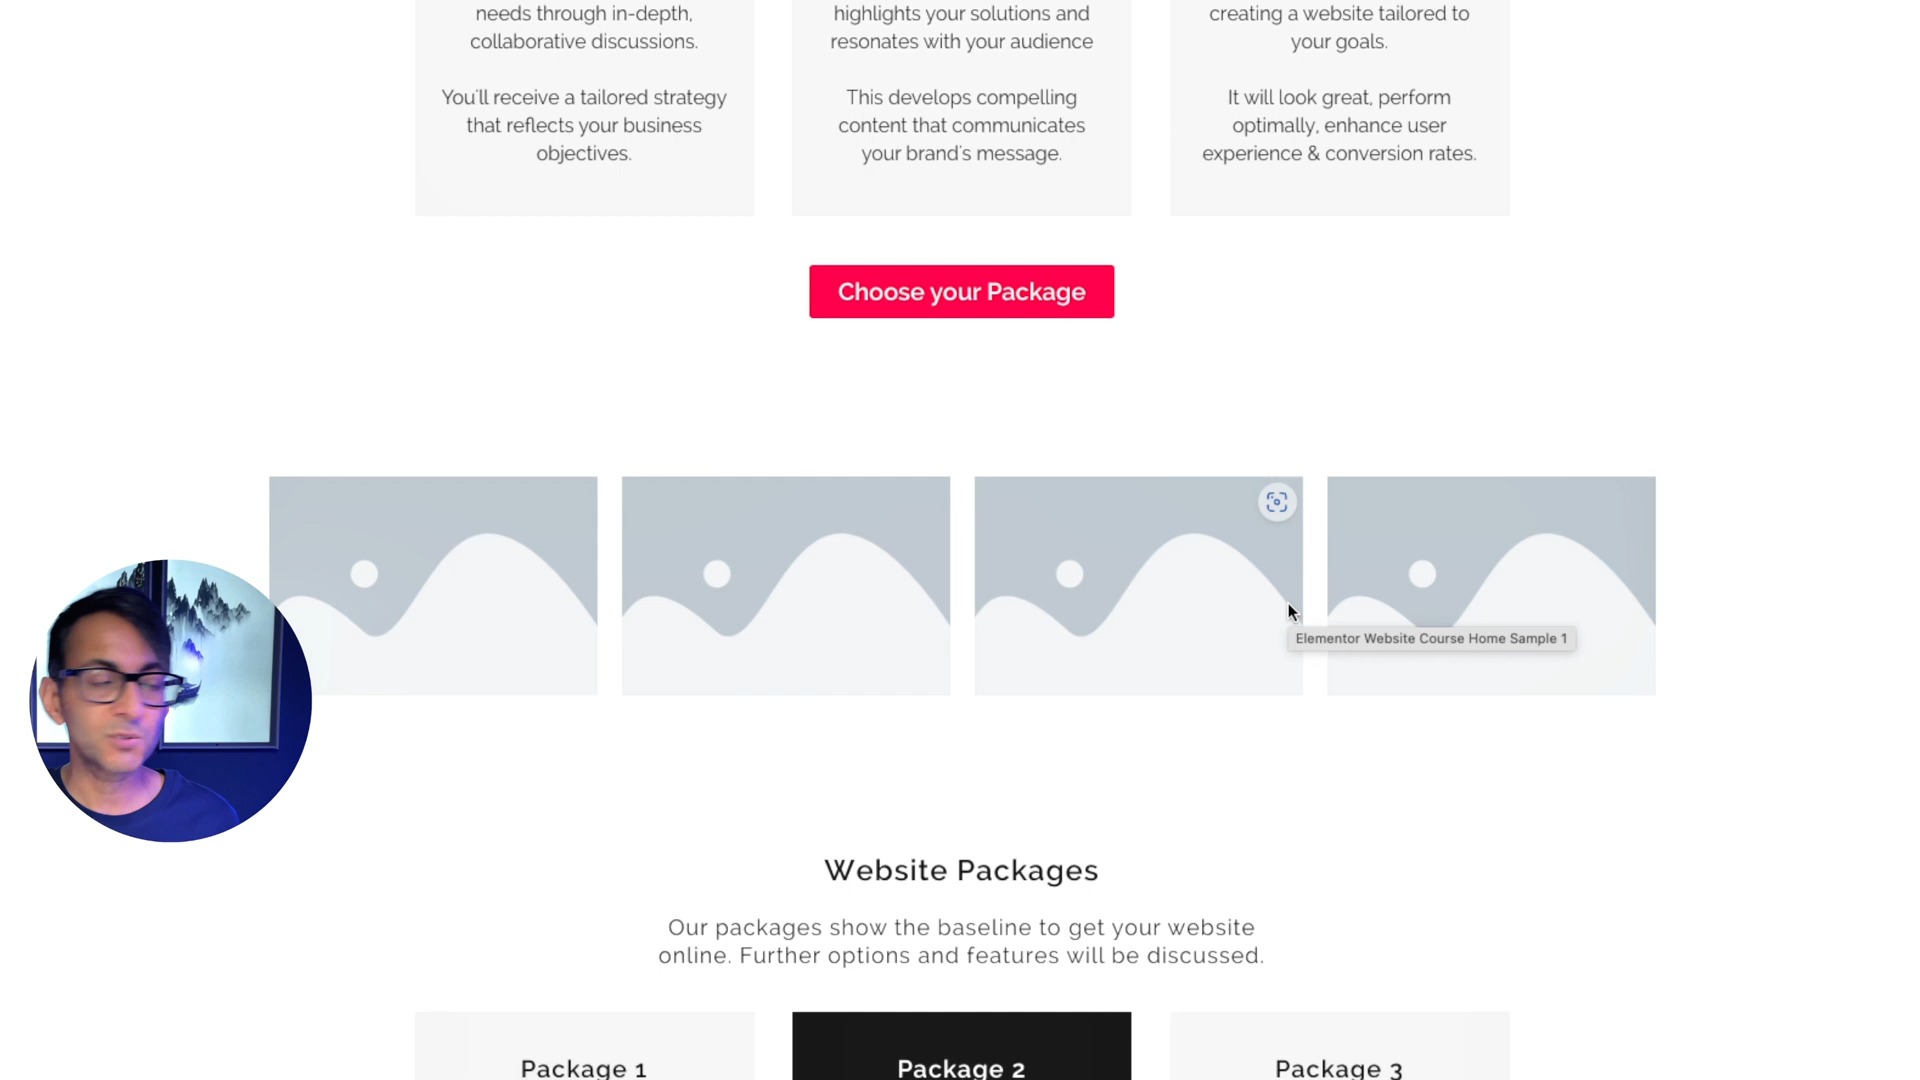 needs through in-depth,
collaborative discussions.
You'll receive a tailored strategy
that reflects your business
objectives.
highlights your solutions and
resonates with your audience
This develops compelling
content that communicates
your brand's message.
creating a website tailored to
your goals.
It will look great, perform
optimally, enhance user
experience & conversion rates.
Choose your Package
Elementor Website Course Home Sample 1
Website Packages
Our packages show the baseline to get your website
online. Further options and features will be discussed.
Package 1
Package 2
Package 3